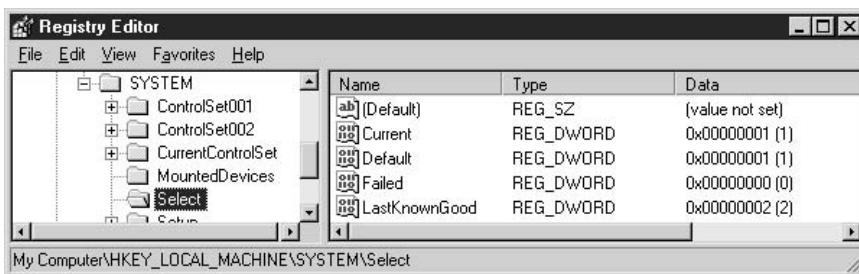 Registry Editor
File Edit View Favorites Help
SYSTEM
ControlSet001
ControlSet002
CurrentControlSet
MountedDevices
Select
Setup
Name Type Data
(Default) REG_SZ (value not set)
Current REG_DWORD 0x00000001 (1)
Default REG_DWORD 0x00000001 (1)
Failed REG_DWORD 0x00000000 (0)
LastKnownGood REG_DWORD 0x00000002 (2)
My Computer\HKEY_LOCAL_MACHINE\SYSTEM\Select